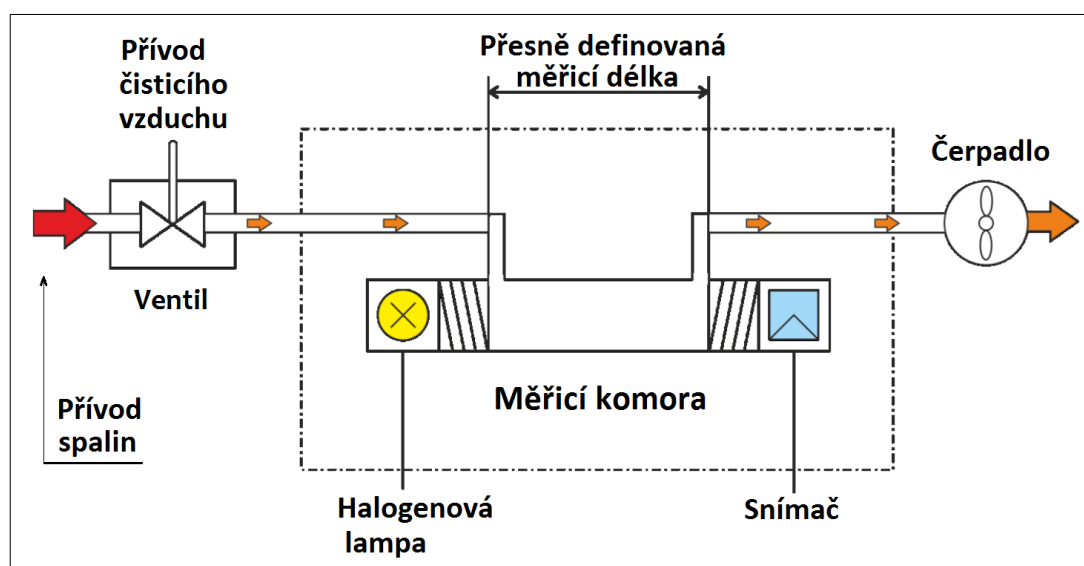 Přívod
čisticího
vzduchu
Přesně definovaná
měřicí délka
Čerpadlo
Ventil
Měřicí komora
Přívod
spalin
Halogenová
lampa
Snímač